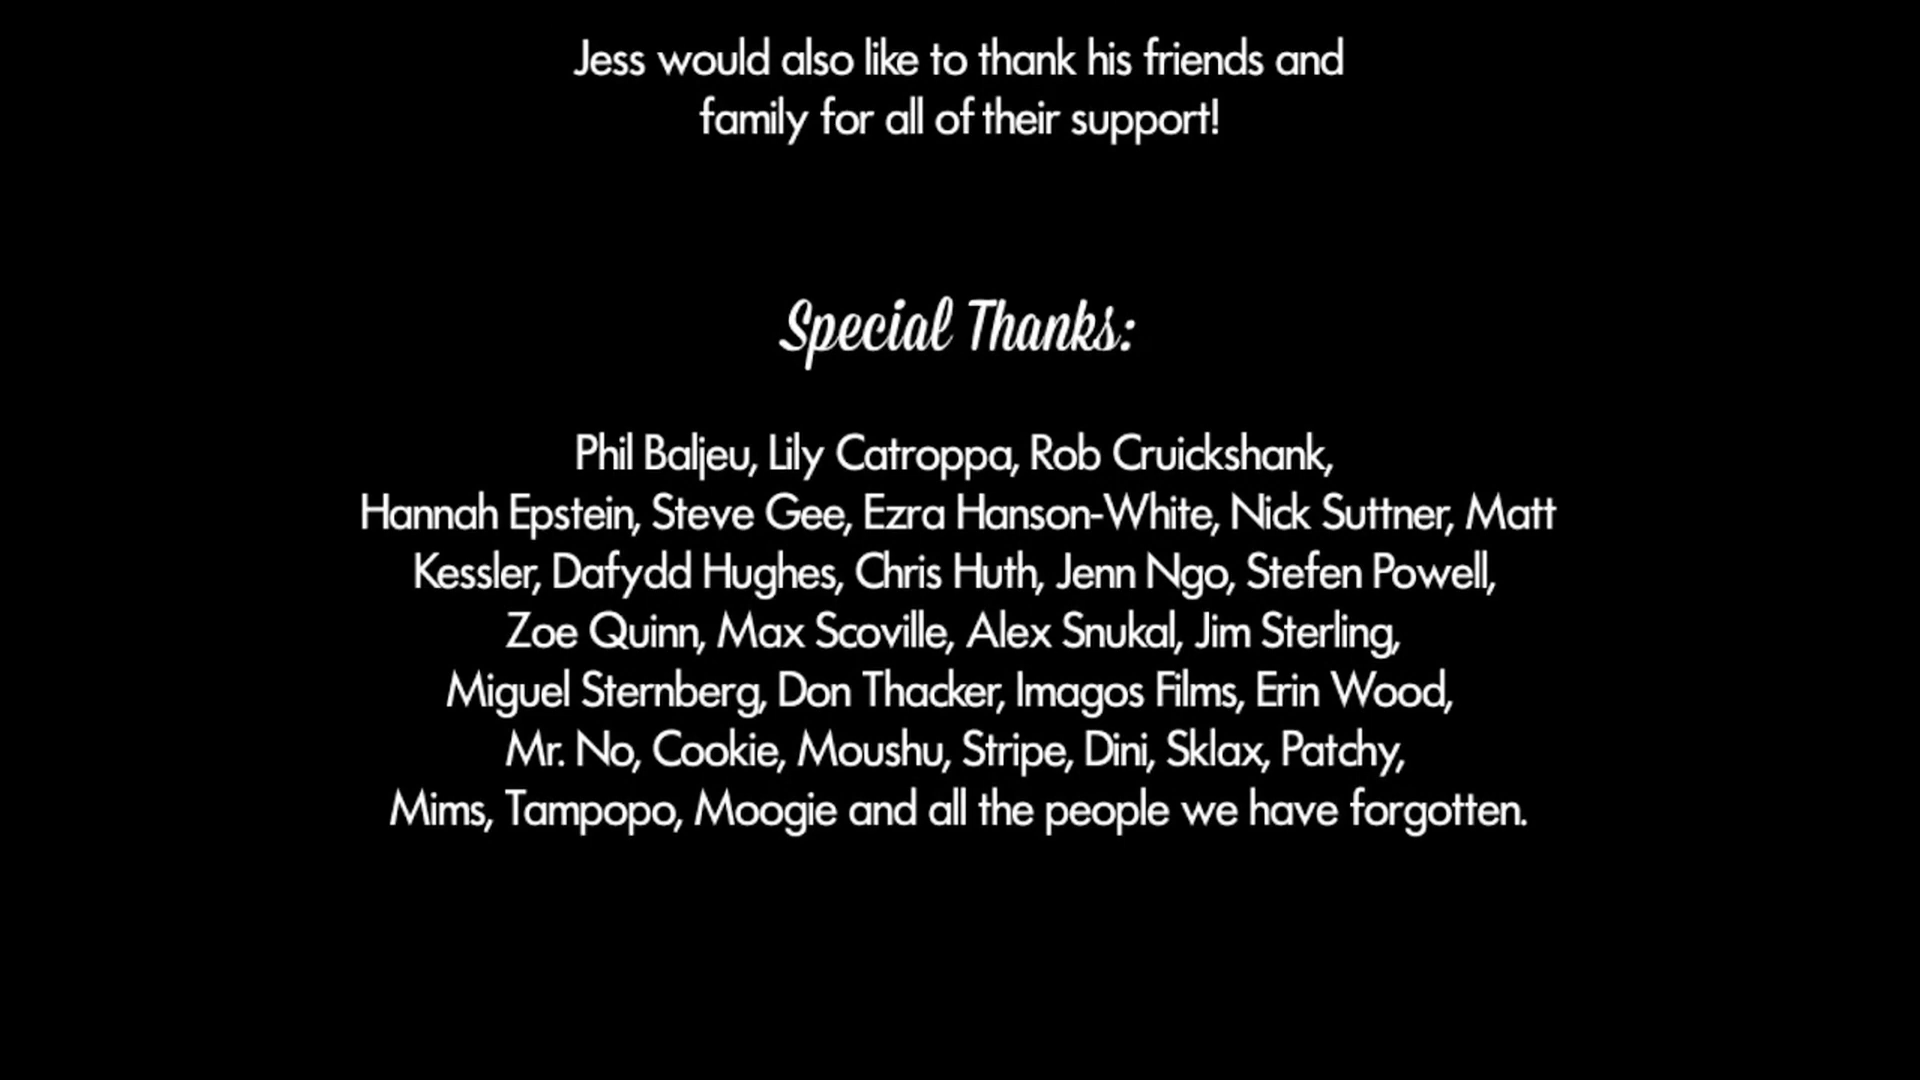 Jess would also like to thank his friends and
family for all of their support!
Special Thanks:
Phil Baljeu, Lily Catroppa, Rob Cruickshank,
Hannah Epstein, Steve Gee, Ezra Hanson-White, Nick Suttner, Matt
Kessler, Dafydd Hughes, Chris Huth, Jenn Ngo, Stefen Powell,
Zoe Quinn, Max Scoville, Alex Snukal, Jim Sterling,
Miguel Sternberg, Don Thacker, Imagos Films, Erin Wood,
Mr. No, Cookie, Moushu, Stripe, Dini, Sklax, Patchy,
Mims, Tampopo, Moogie and all the people we have forgotten.